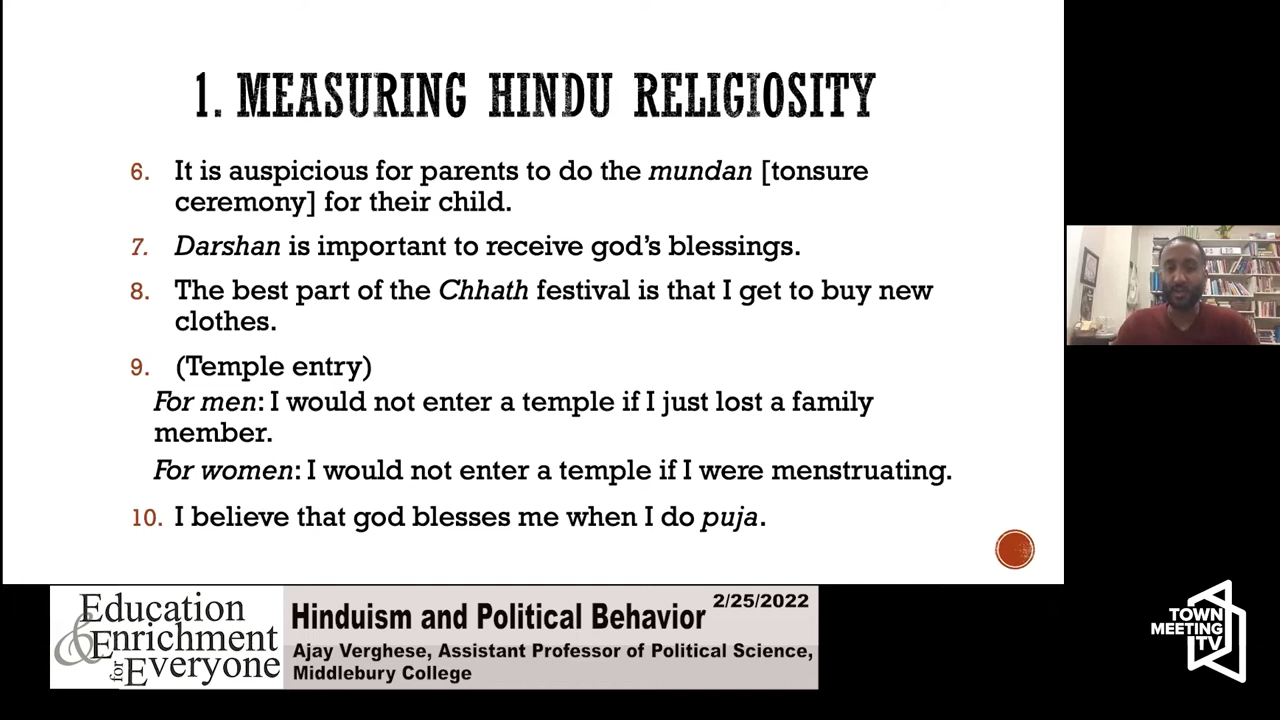 1. MEASURING HINDU RELIGIOSITY
6. It is auspicious for parents to do the mundan [tonsure
ceremony] for their child.
7. Darshan is important to receive god’s blessings.
8. The best part of the Chhath festival is that I get to buy new
clothes.
9. (Temple entry)
For men: I would not enter a temple if I just lost a family
member.
For women: I would not enter a temple if I were menstruating.
10. I believe that god blesses me when I do puja.
Education
& Enrichment
for Everyone
Hinduism and Political Behavior 2/25/2022
Ajay Verghese, Assistant Professor of Political Science,
Middlebury College
TOWN
MEETING
TV